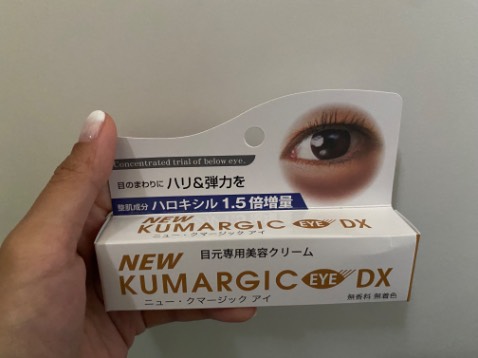 Concentrated trial of below eye.
目のまわりに ハリ&弾力を
整肌成分 ハロキシル 1.5倍増量
NEW
KUMARGIC EYE DX
ニュー・クマージック アイ
NEW 目元専用美容クリーム
KUMARGIC EYE DX
ニュー・クマージック アイ 無香料 無着色